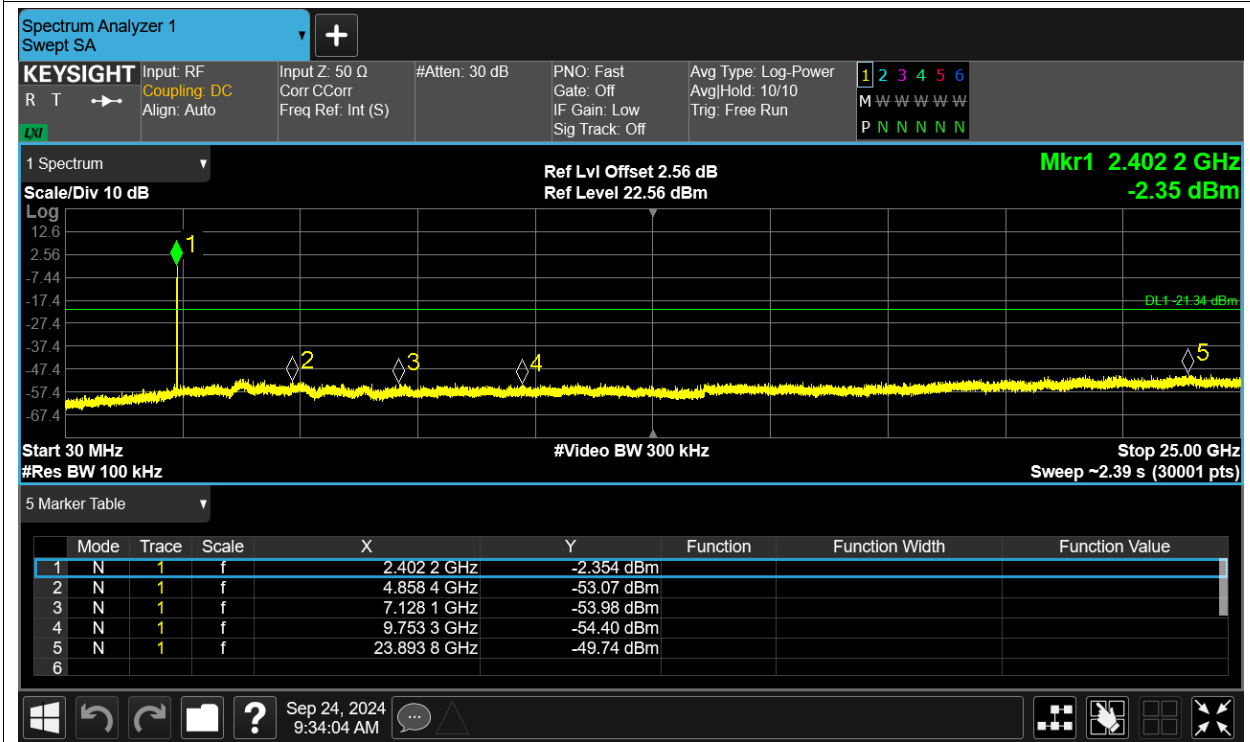 Spectrum Analyzer 1
Swept SA
KEYSIGHT
R T
LXI
Input: RF
Coupling: DC
Align: Auto
Input Z: 50 Ω
Corr CCorr
Freq Ref: Int (S)
#Atten: 30 dB
PNO: Fast
Gate: Off
IF Gain: Low
Sig Track: Off
Avg Type: Log-Power
Avg|Hold: 10/10
Trig: Free Run
1 2 3 4 5 6
M W W W W W
P N N N N N
1 Spectrum
Scale/Div 10 dB
Ref Lvl Offset 2.56 dB
Ref Level 22.56 dBm
Mkr1 2.402 2 GHz
-2.35 dBm
Log
12.6
2.56
-7.44
-17.4
-27.4
-37.4
-47.4
-57.4
-67.4
1
2
3
4
5
DL1 -21.34 dBm
Start 30 MHz
#Res BW 100 kHz
#Video BW 300 kHz
Stop 25.00 GHz
Sweep ~2.39 s (30001 pts)
5 Marker Table
Mode Trace Scale X Y Function Function Width Function Value
1 N 1 f 2.402 2 GHz -2.354 dBm
2 N 1 f 4.858 4 GHz -53.07 dBm
3 N 1 f 7.128 1 GHz -53.98 dBm
4 N 1 f 9.753 3 GHz -54.40 dBm
5 N 1 f 23.893 8 GHz -49.74 dBm
6
?
Sep 24, 2024
9:34:04 AM